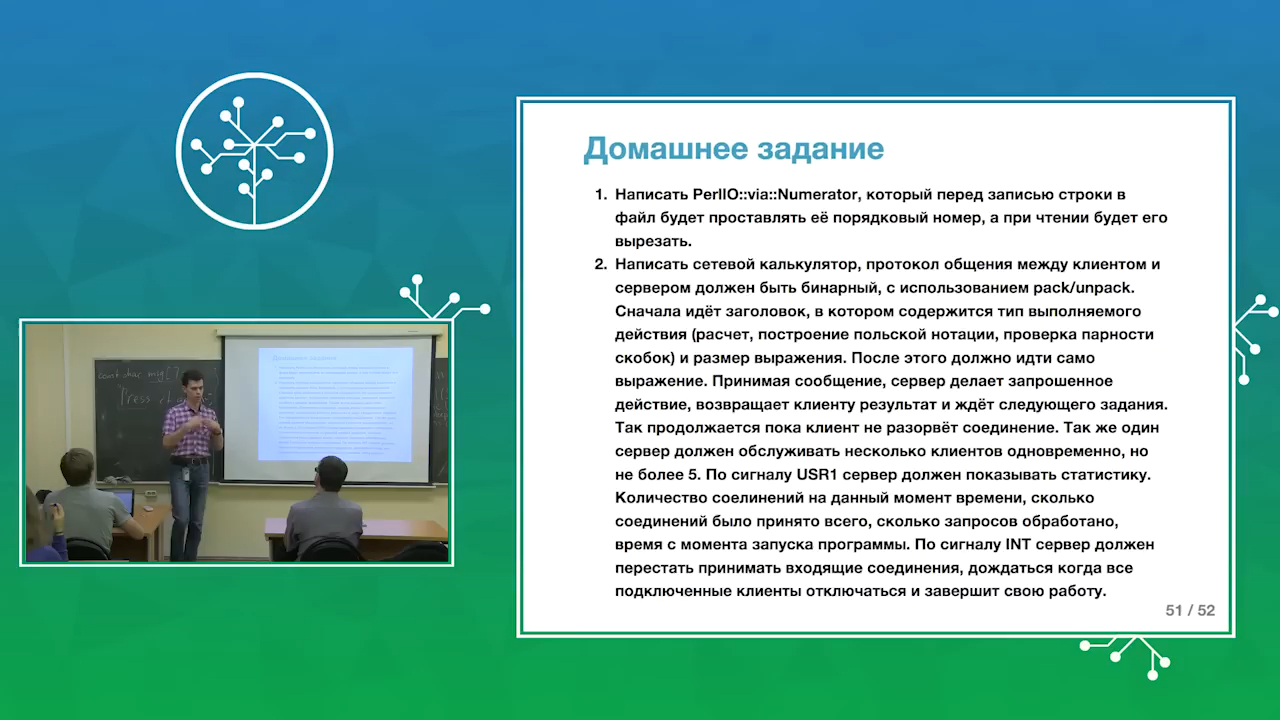 Домашнее задание
1. Написать PerlIO::via::Numerator, который перед записью строки в
файл будет проставлять её порядковый номер, а при чтении будет его
вырезать.
2. Написать сетевой калькулятор, протокол общения между клиентом и
сервером должен быть бинарный, с использованием pack/unpack.
Сначала идёт заголовок, в котором содержится тип выполняемого
действия (расчет, построение польской нотации, проверка парности
скобок) и размер выражения. После этого должно идти само
выражение. Принимая сообщение, сервер делает запрошенное
действие, возвращает клиенту результат и ждёт следующего задания.
Так продолжается пока клиент не разорвёт соединение. Так же один
сервер должен обслуживать несколько клиентов одновременно, но
не более 5. По сигналу USR1 сервер должен показывать статистику.
Количество соелинений на данный момент времени, сколько
соединений было принято всего, сколько запросов обработано,
время с момента запуска программы. По сигналу INT сервер должен
перестать принимать входящие соединения, дождаться когда все
подключенные клиенты отключаться и завершит свою работу.
51 / 52
const char msg[]
Press
Домашнее задание